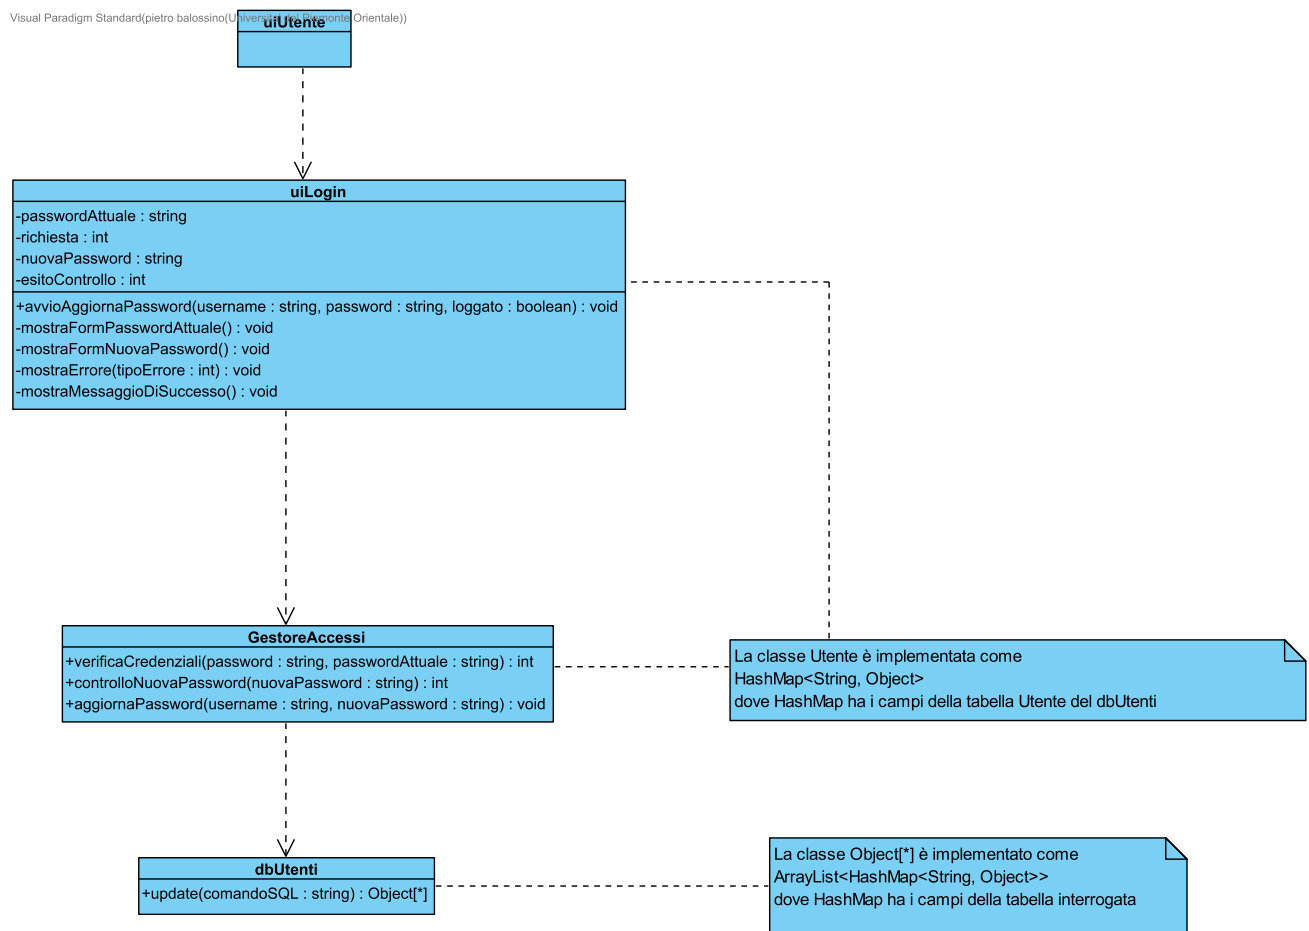 Visual Paradigm Standard(pietro balossino(Università del Piemonte Orientale))
uiUtente
uiLogin
-passwordAttuale : string
-richiesta : int
-nuovaPassword : string
-esitoControllo : int
+avvioAggiornaPassword(username : string, password : string, loggato : boolean) : void
-mostraFormPasswordAttuale() : void
-mostraFormNuovaPassword() : void
-mostraErrore(tipoErrore : int) : void
-mostraMessaggioDiSuccesso() : void
GestoreAccessi
+verificaCredenziali(password : string, passwordAttuale : string) : int
+controlloNuovaPassword(nuovaPassword : string) : int
+aggiornaPassword(username : string, nuovaPassword : string) : void
La classe Utente è implementata come
HashMap<String, Object>
dove HashMap ha i campi della tabella Utente del dbUtenti
dbUtenti
+update(comandoSQL : string) : Object[*]
La classe Object[*] è implementato come
ArrayList<HashMap<String, Object>>
dove HashMap ha i campi della tabella interrogata